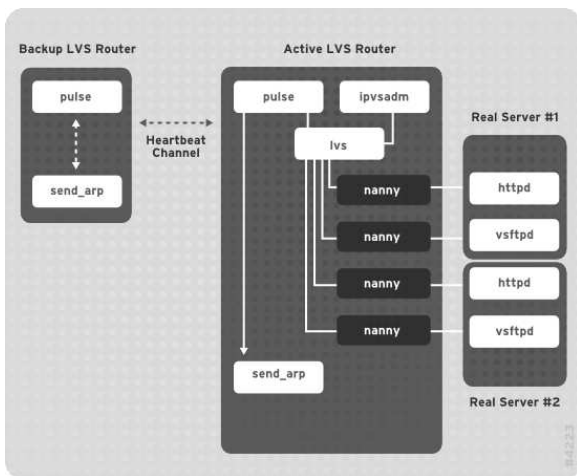 Backup LVS Router
pulse
send_arp
Heartbeat
Channel
Active LVS Router
pulse
ipvsadm
lvs
nanny
nanny
nanny
nanny
send_arp
Real Server #1
httpd
vsftpd
httpd
vsftpd
Real Server #2
84223